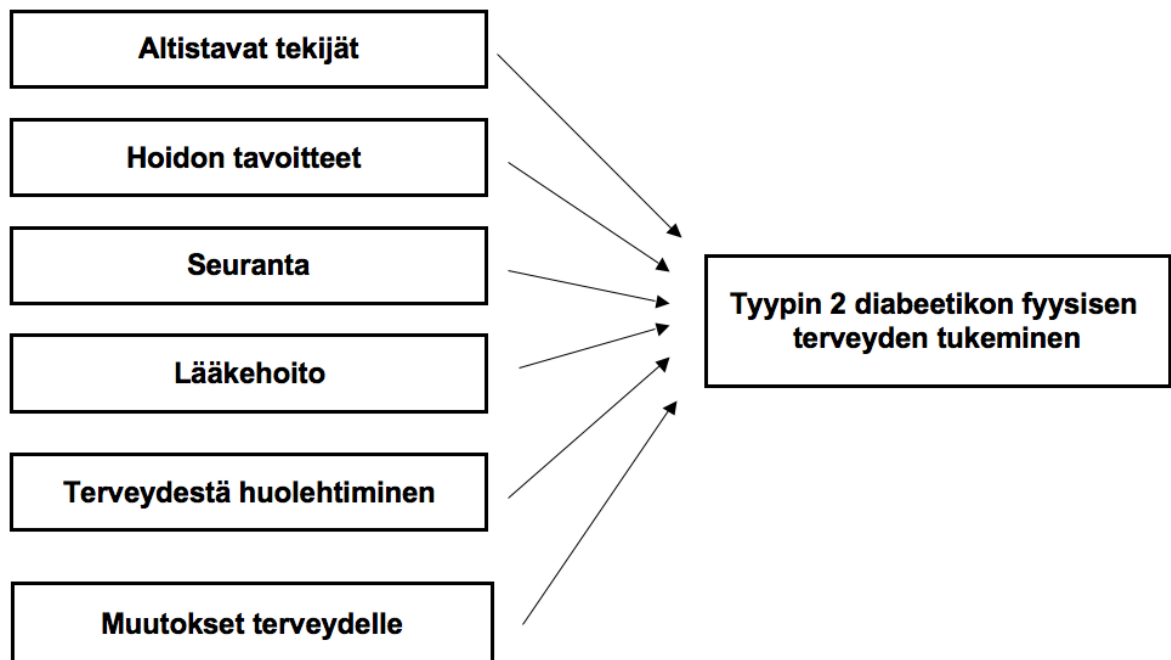 Altistavat tekijät
Hoidon tavoitteet
Seuranta
Lääkehoito
Terveydestä huolehtiminen
Muutokset terveydelle
Tyypin 2 diabeetikon fyysisen
terveyden tukeminen